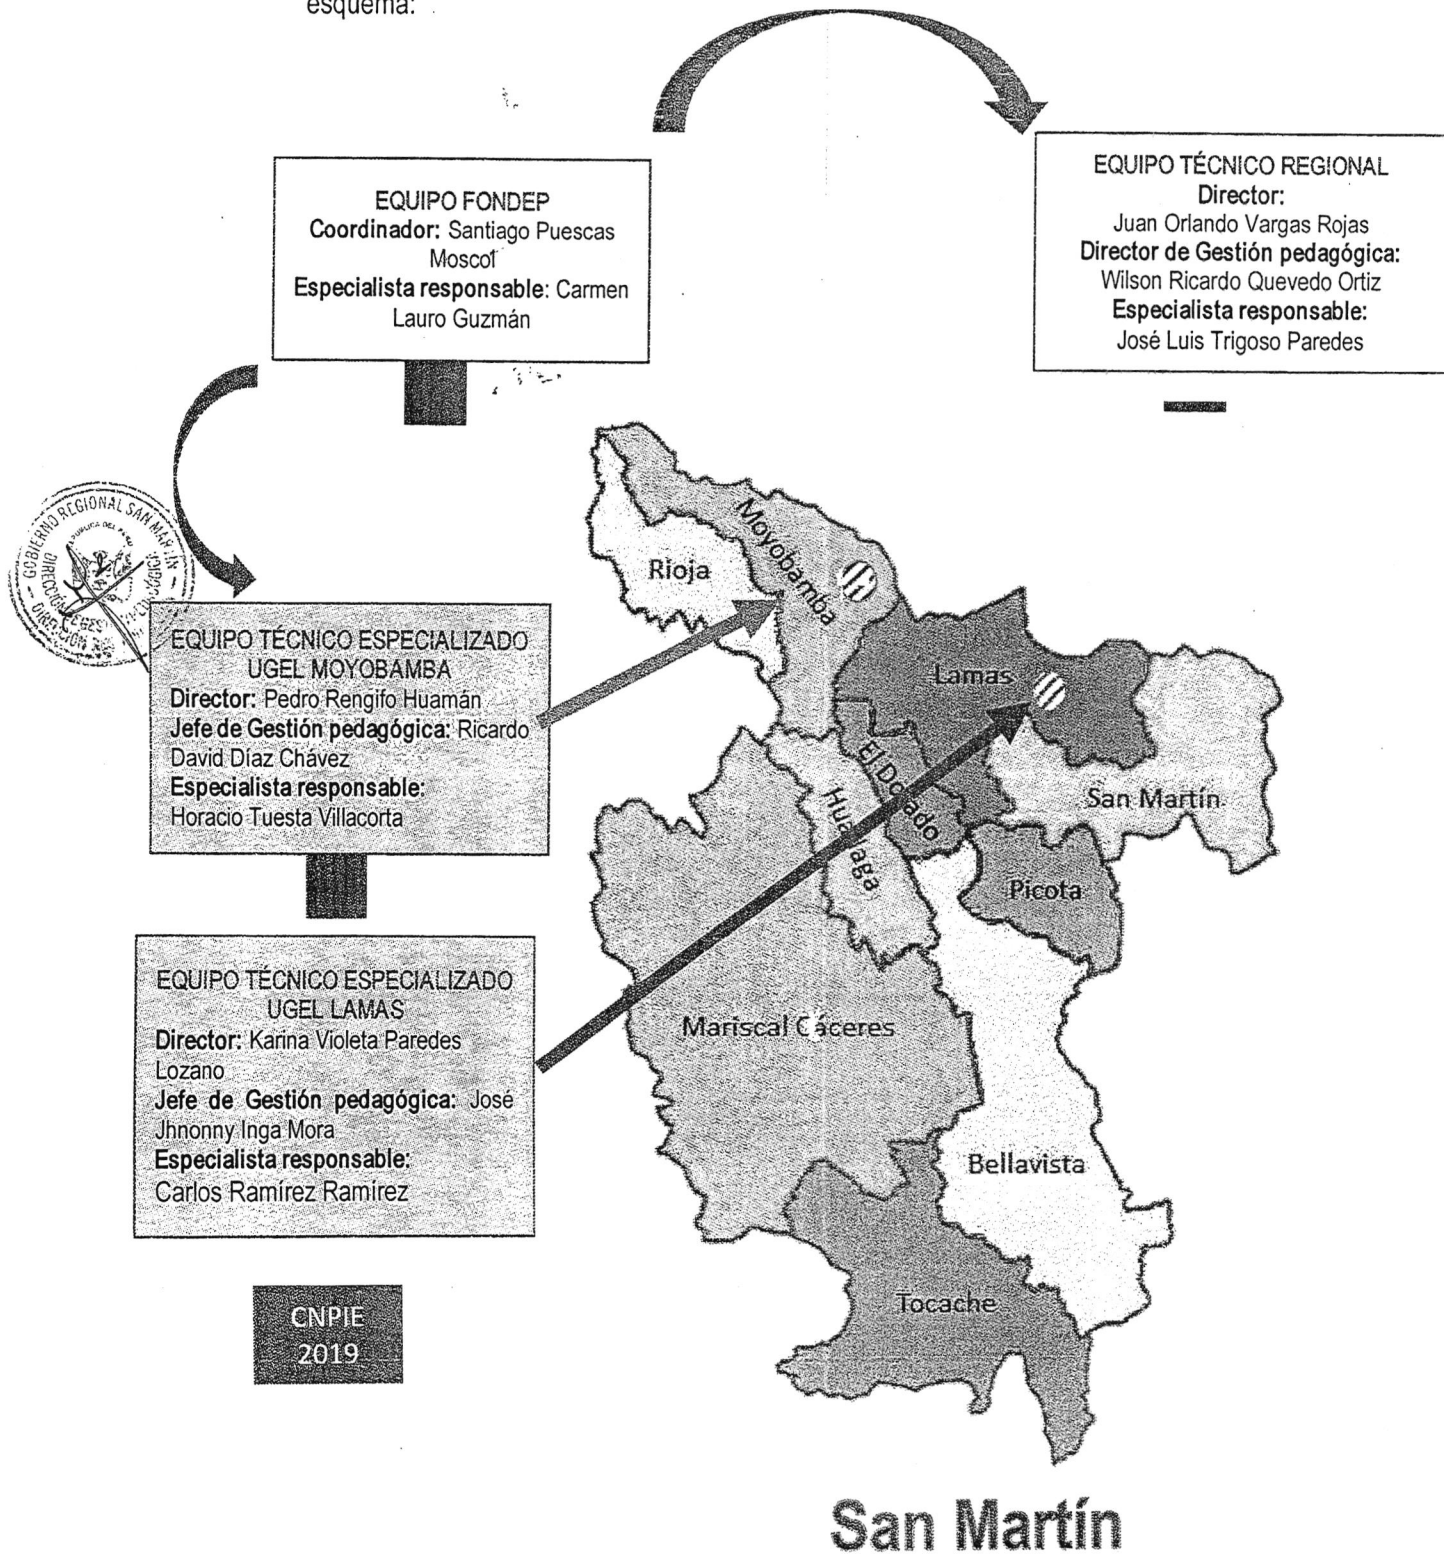 esquema:
EQUIPO FONDEP
Coordinador: Santiago Puescas
Moscol
Especialista responsable: Carmen
Lauro Guzmán
EQUIPO TÉCNICO REGIONAL
Director:
Juan Orlando Vargas Rojas
Director de Gestión pedagógica:
Wilson Ricardo Quevedo Ortiz
Especialista responsable:
José Luis Trigoso Paredes
GOBIERNO REGIONAL SAN MARTÍN
EQUIPO TÉCNICO ESPECIALIZADO
UGEL MOYOBAMBA
Director: Pedro Rengifo Huamán
Jefe de Gestión pedagógica: Ricardo
David Díaz Chávez
Especialista responsable:
Horacio Tuesta Villacorta
EQUIPO TÉCNICO ESPECIALIZADO
UGEL LAMAS
Director: Karina Violeta Paredes
Lozano
Jefe de Gestión pedagógica: José
Jhnonny Inga Mora
Especialista responsable:
Carlos Ramírez Ramírez
CNPIE
2019
Moyobamba
Rioja
Lamas
El Dorado
Huallaga
San Martín
Picota
Mariscal Cáceres
Bellavista
Tocache
San Martín